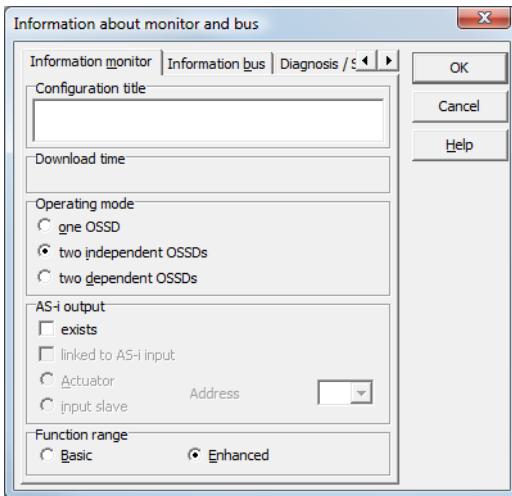 Information about monitor and bus
Information monitor
Information bus
Diagnosis /
OK
Configuration title
Cancel
Help
Download time
Operating mode
one OSSD
two independent OSSDs
two dependent OSSDs
AS-i output
exists
linked to AS-i input
Actuator
Address
input slave
Function range
Basic
Enhanced